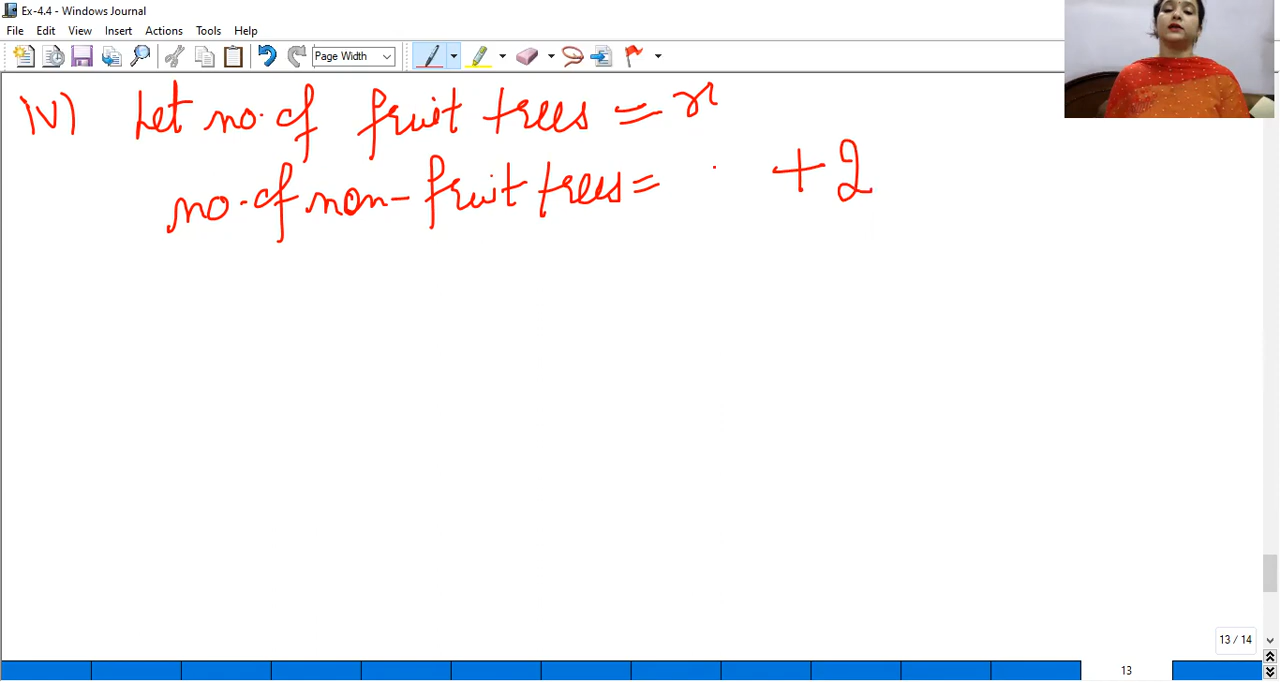 Ex-4.4 - Windows Journal
File Edit View Insert Actions Tools Help
Page Width
IV) Let no. of fruit trees = x
no. of non-fruit trees = +2
13 / 14
13